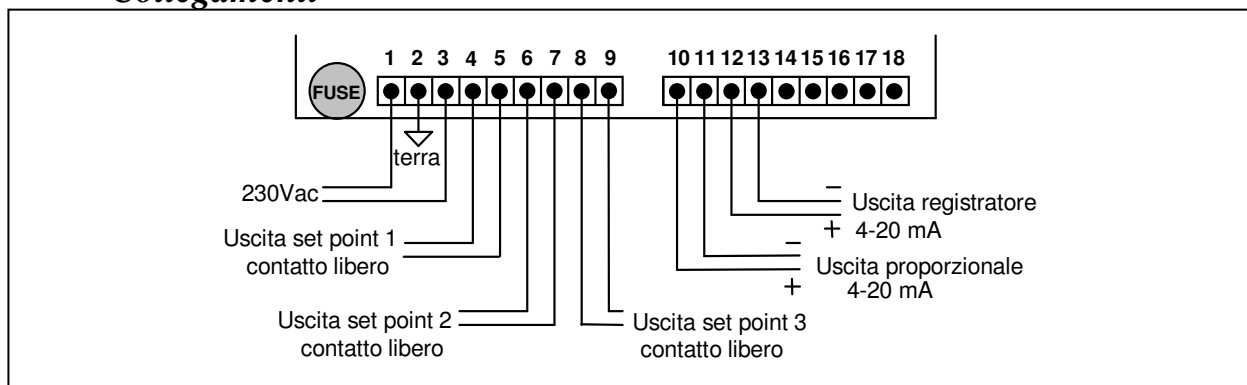 Collegamenti
1 2 3 4 5 6 7 8 9 10 11 12 13 14 15 16 17 18
FUSE
terra
230Vac
Uscita set point 1
contatto libero
Uscita set point 2
contatto libero
Uscita set point 3
contatto libero
–
Uscita registratore
+ 4-20 mA
–
Uscita proporzionale
+ 4-20 mA